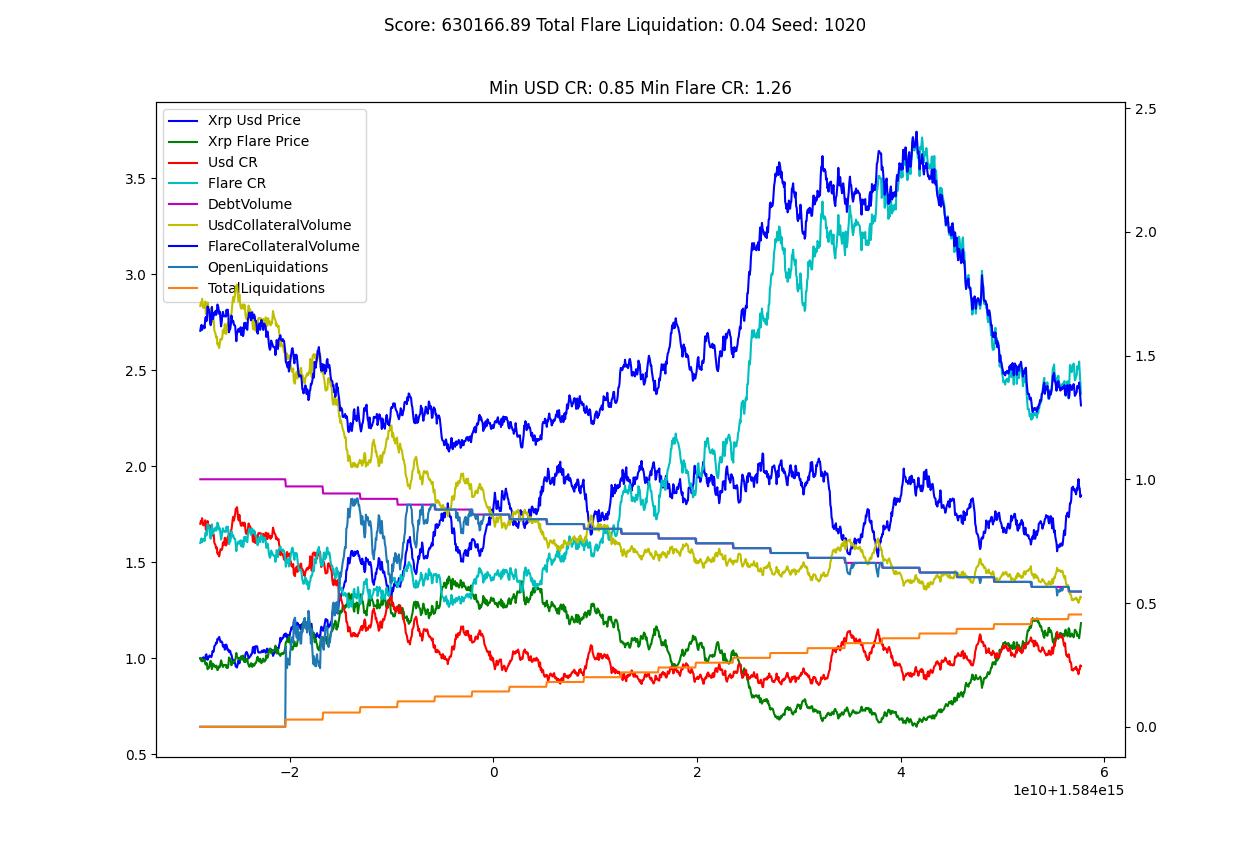 Score: 630166.89 Total Flare Liquidation: 0.04 Seed: 1020
Min USD CR: 0.85 Min Flare CR: 1.26
Xrp Usd Price
Xrp Flare Price
Usd CR
Flare CR
DebtVolume
UsdCollateralVolume
FlareCollateralVolume
OpenLiquidations
TotalLiquidations
3.5
3.0
2.5
2.0
1.5
1.0
0.5
2.5
2.0
1.5
1.0
0.5
0.0
−2 0 2 4 6
1e10+1.584e15